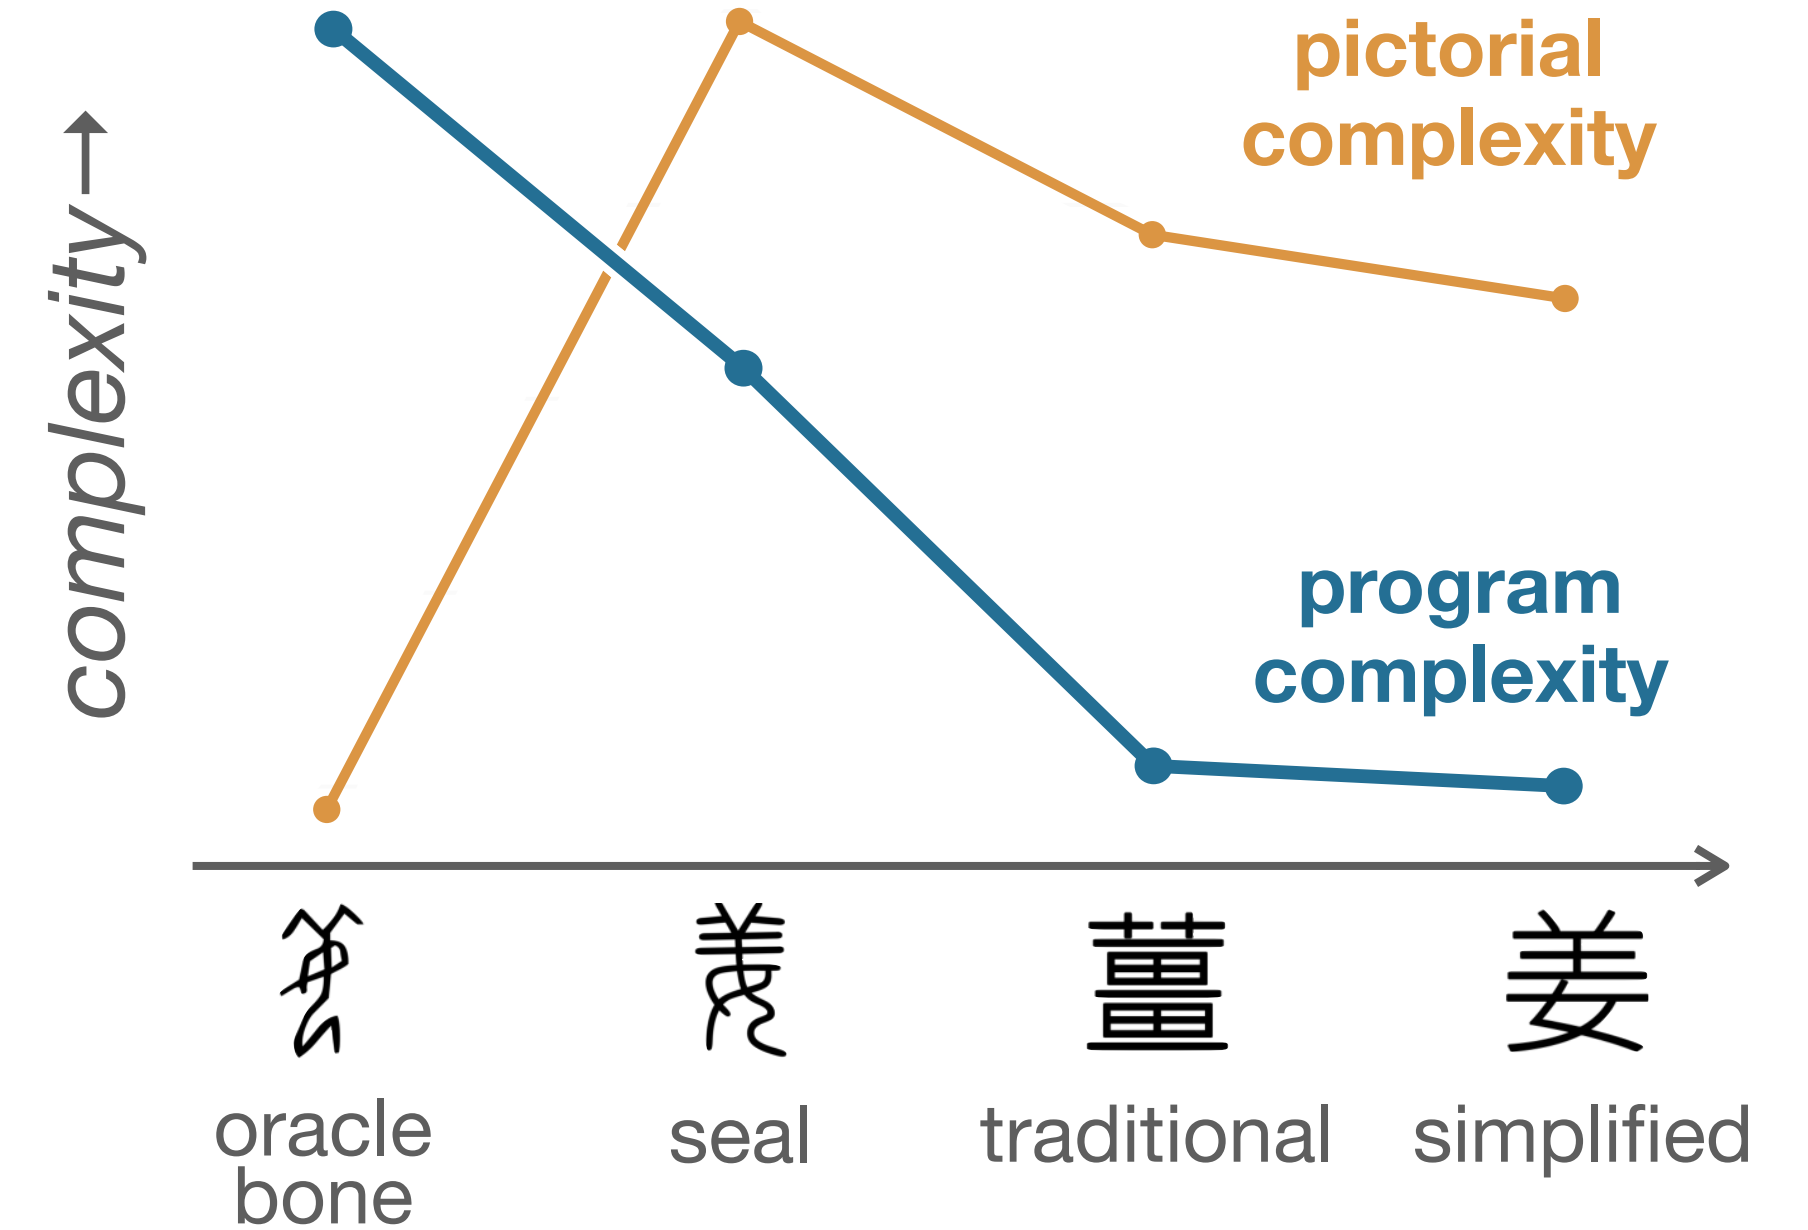 pictorial
complexity
complexity→
program
complexity
薑
姜
oracle
bone
seal
traditional
simplified